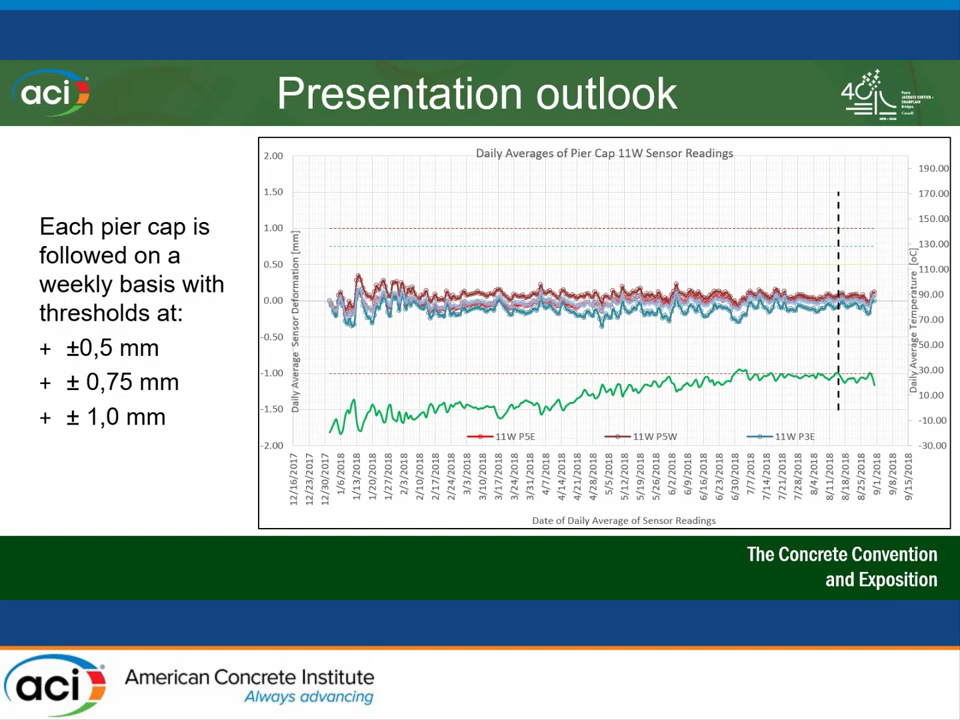 Presentation outlook
aci
40
Each pier cap is
followed on a
weekly basis with
thresholds at:
+ ±0,5 mm
+ ± 0,75 mm
+ ± 1,0 mm
Daily Averages of Pier Cap 11W Sensor Readings
2.00
1.50
1.00
0.50
0.00
-0.50
-1.00
-1.50
-2.00
Daily Average Sensor Deformation [mm]
190.00
170.00
150.00
130.00
110.00
90.00
70.00
50.00
30.00
10.00
-10.00
-30.00
Daily Average Temperature [oC]
11W P5E
11W P5W
11W P3E
12/16/2017
12/23/2017
12/30/2017
1/6/2018
1/13/2018
1/20/2018
1/27/2018
2/3/2018
2/10/2018
2/17/2018
2/24/2018
3/3/2018
3/10/2018
3/17/2018
3/24/2018
3/31/2018
4/7/2018
4/14/2018
4/21/2018
4/28/2018
5/5/2018
5/12/2018
5/19/2018
5/26/2018
6/2/2018
6/9/2018
6/16/2018
6/23/2018
6/30/2018
7/7/2018
7/14/2018
7/21/2018
7/28/2018
8/4/2018
8/11/2018
8/18/2018
8/25/2018
9/1/2018
9/8/2018
9/15/2018
Date of Daily Average of Sensor Readings
The Concrete Convention
and Exposition
aci
American Concrete Institute
Always advancing